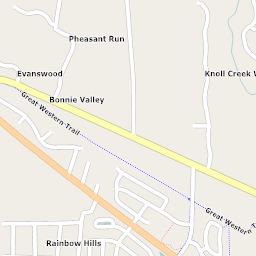 Pheasant Run
Evanswood
Knoll Creek W
Bonnie Valley
Great Western Trail
Great Western T
Rainbow Hills